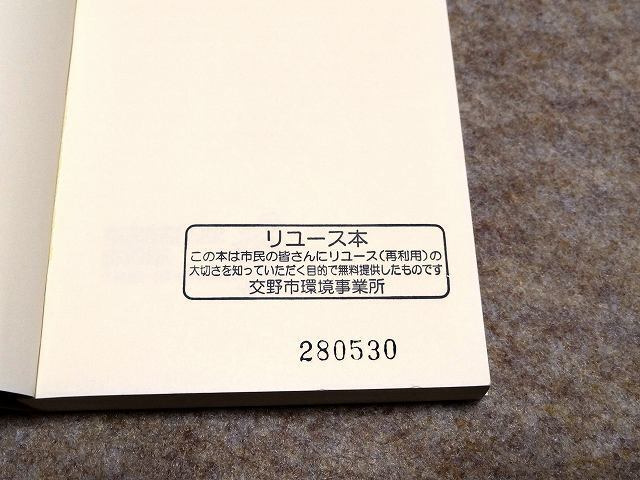 リユース本
この本は市民の皆さんにリユース(再利用)の
大切さを知っていただく目的で無料提供したものです
交野市環境事業所
280530